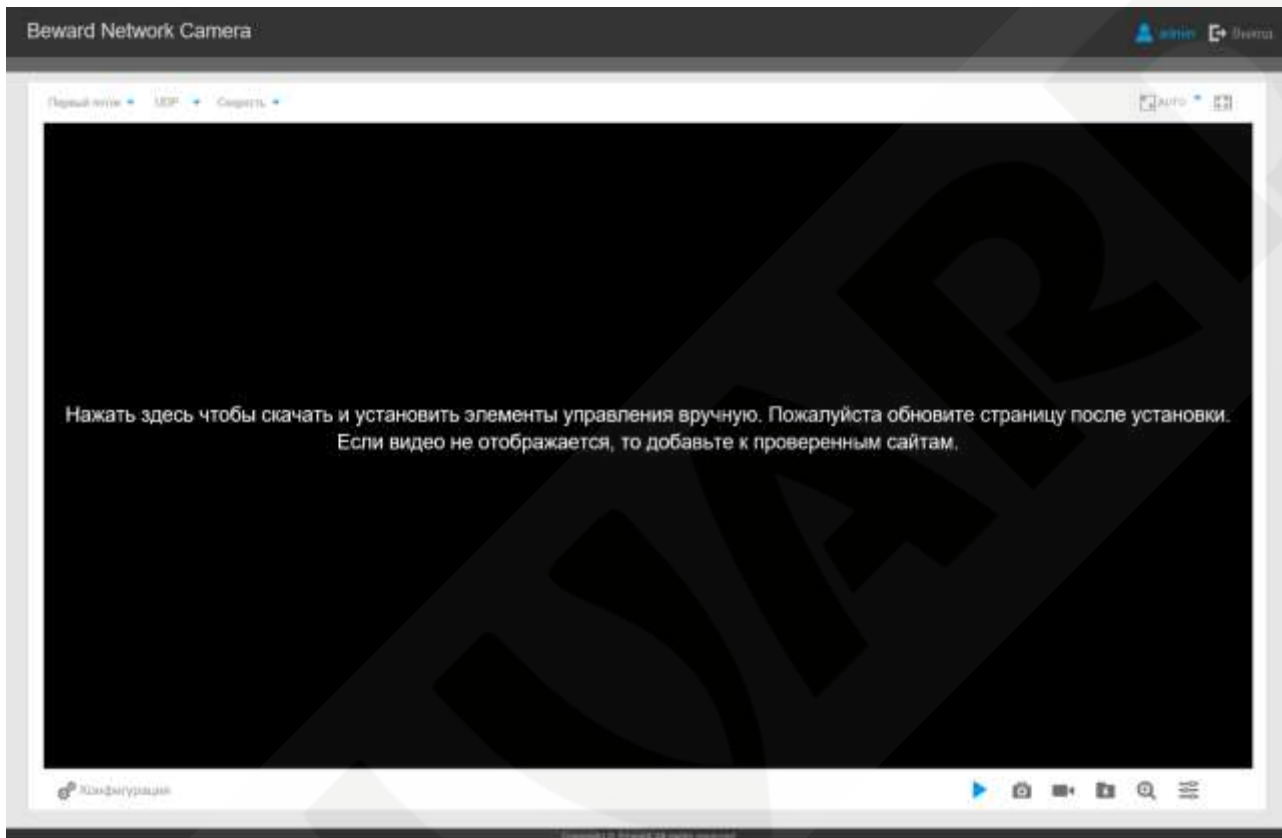 Beward Network Camera
admin Выход
Первый поток UDP Скорость AUTO
Нажать здесь чтобы скачать и установить элементы управления вручную. Пожалуйста обновите страницу после установки.
Если видео не отображается, то добавьте к проверенным сайтам.
Конфигурация